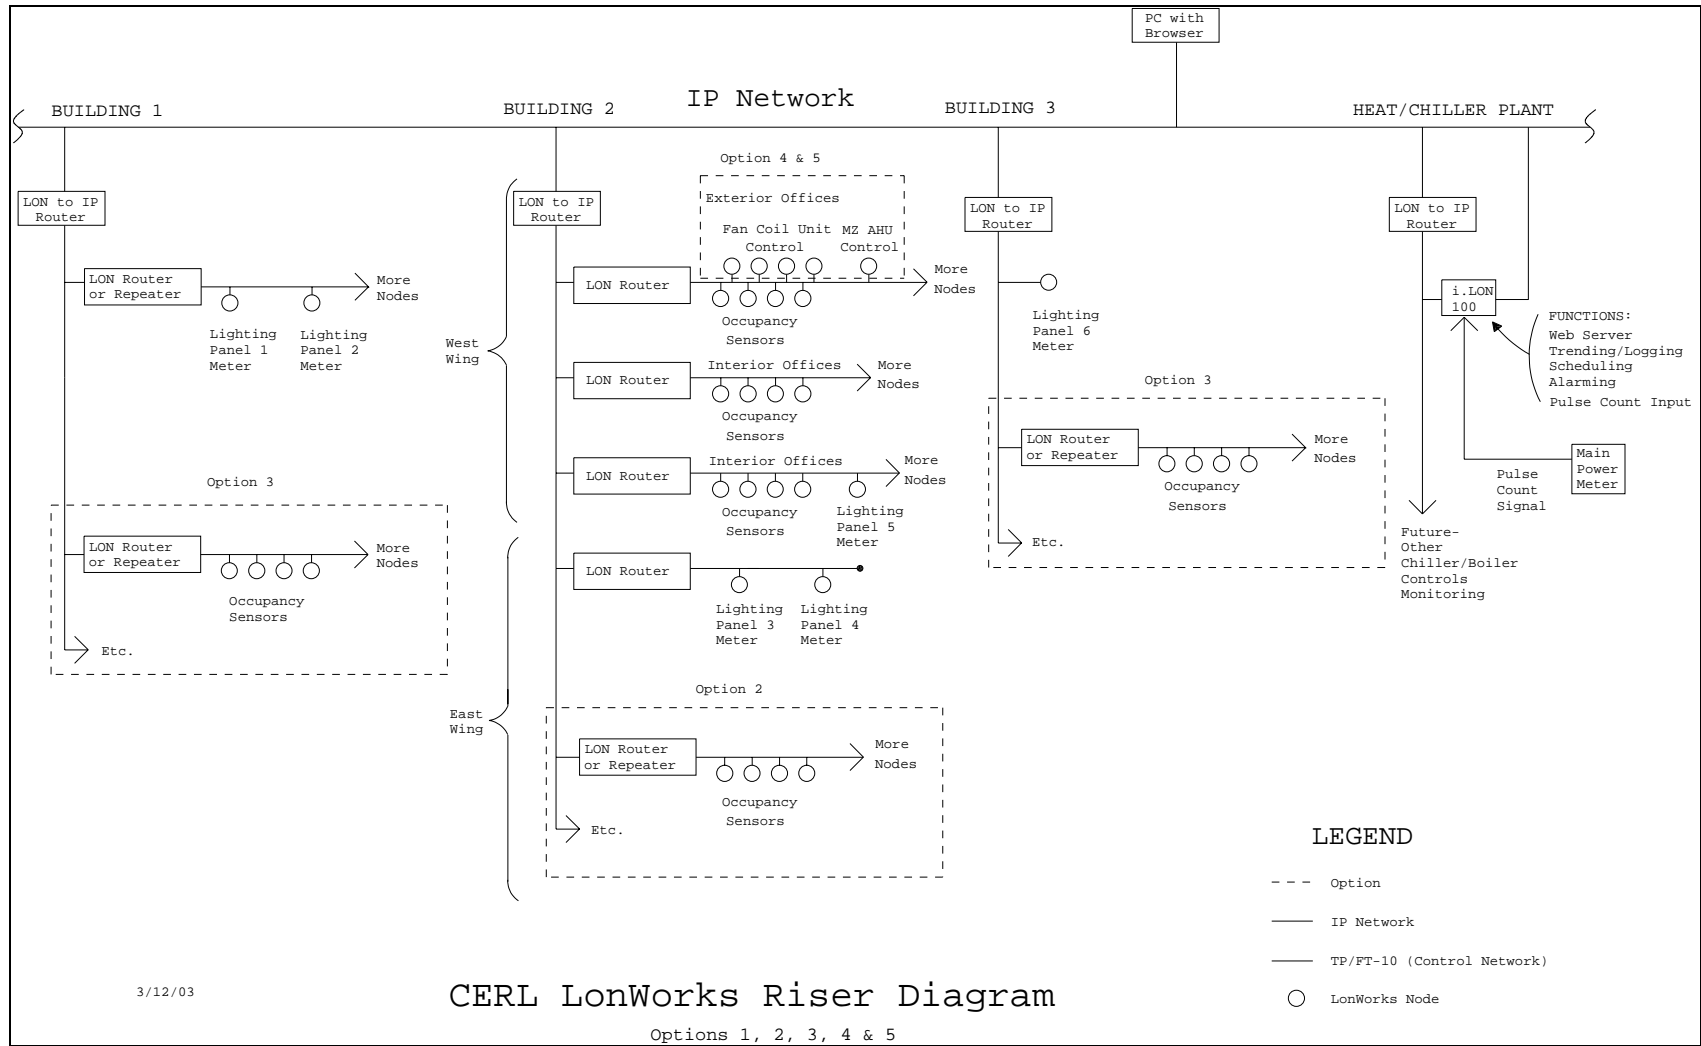 PC with
Browser
IP Network
BUILDING 1
BUILDING 2
BUILDING 3
HEAT/CHILLER PLANT
LON to IP
Router
LON Router
or Repeater
More
Nodes
Lighting
Panel 1
Meter
Lighting
Panel 2
Meter
Option 3
LON Router
or Repeater
More
Nodes
Occupancy
Sensors
Etc.
West
Wing
East
Wing
LON to IP
Router
Option 4 & 5
Exterior Offices
Fan Coil Unit
Control
MZ AHU
Control
LON Router
More
Nodes
Occupancy
Sensors
LON Router
Interior Offices
More
Nodes
Occupancy
Sensors
LON Router
Interior Offices
More
Nodes
Occupancy
Sensors
Lighting
Panel 5
Meter
LON Router
Lighting
Panel 3
Meter
Lighting
Panel 4
Meter
Option 2
LON Router
or Repeater
More
Nodes
Occupancy
Sensors
Etc.
LON to IP
Router
Lighting
Panel 6
Meter
Option 3
LON Router
or Repeater
More
Nodes
Occupancy
Sensors
Etc.
LON to IP
Router
i.LON
100
FUNCTIONS:
Web Server
Trending/Logging
Scheduling
Alarming
Pulse Count Input
Main
Power
Meter
Pulse
Count
Signal
Future-
Other
Chiller/Boiler
Controls
Monitoring
LEGEND
Option
IP Network
TP/FT-10 (Control Network)
LonWorks Node
3/12/03
CERL LonWorks Riser Diagram
Options 1, 2, 3, 4 & 5